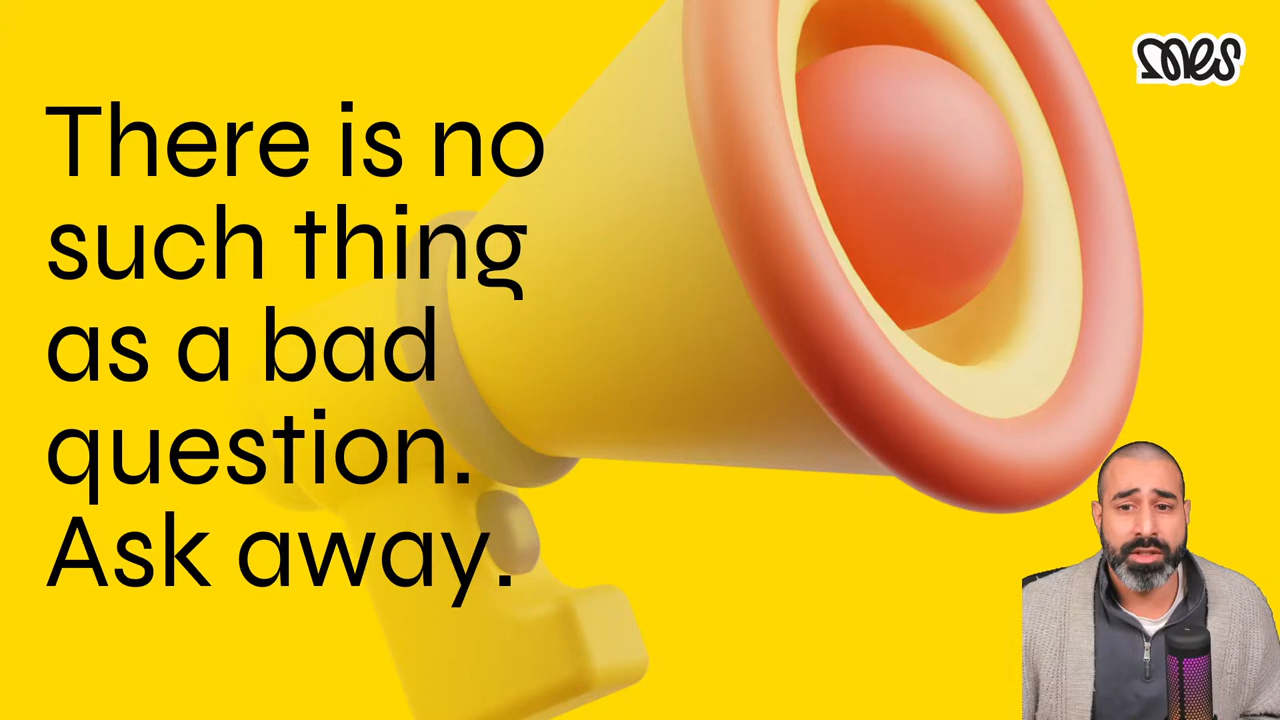 There is no
such thing
as a bad
question.
Ask away.